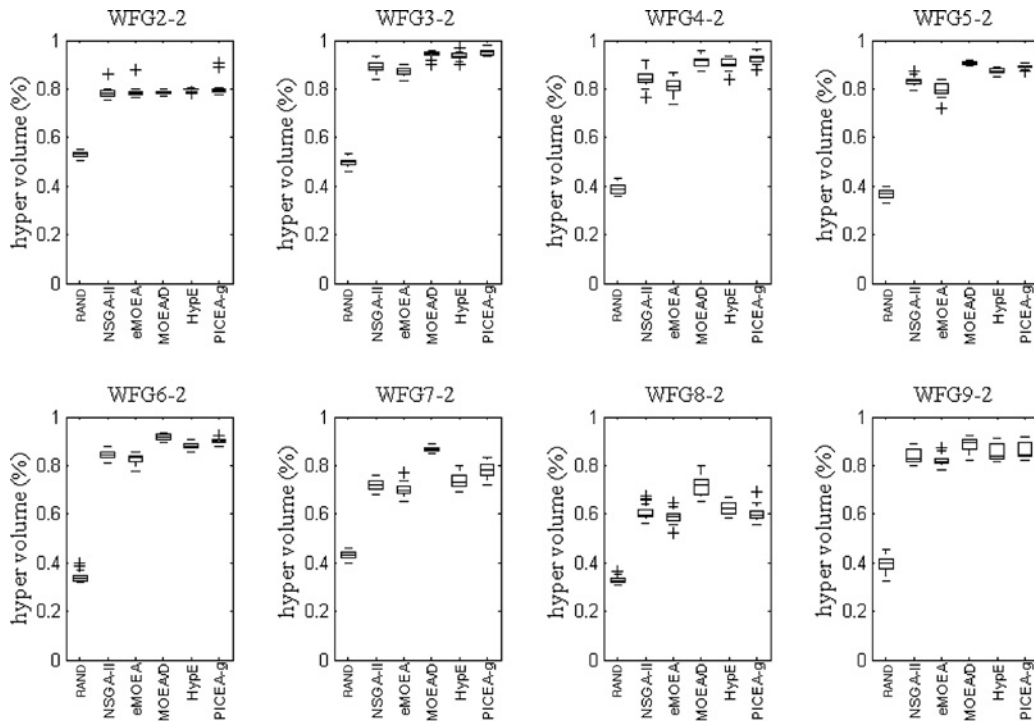 WFG2-2
hyper volume (%)
1
0.8
0.6
0.4
0.2
0
RAND
NSGA-II
eMOEA
MOEA/D
HypE
PICEA-g
WFG3-2
hyper volume (%)
1
0.8
0.6
0.4
0.2
0
RAND
NSGA-II
eMOEA
MOEA/D
HypE
PICEA-g
WFG4-2
hyper volume (%)
1
0.8
0.6
0.4
0.2
0
RAND
NSGA-II
eMOEA
MOEA/D
HypE
PICEA-g
WFG5-2
hyper volume (%)
1
0.8
0.6
0.4
0.2
0
RAND
NSGA-II
eMOEA
MOEA/D
HypE
PICEA-g
WFG6-2
hyper volume (%)
1
0.8
0.6
0.4
0.2
0
RAND
NSGA-II
eMOEA
MOEA/D
HypE
PICEA-g
WFG7-2
hyper volume (%)
1
0.8
0.6
0.4
0.2
0
RAND
NSGA-II
eMOEA
MOEA/D
HypE
PICEA-g
WFG8-2
hyper volume (%)
1
0.8
0.6
0.4
0.2
0
RAND
NSGA-II
eMOEA
MOEA/D
HypE
PICEA-g
WFG9-2
hyper volume (%)
1
0.8
0.6
0.4
0.2
0
RAND
NSGA-II
eMOEA
MOEA/D
HypE
PICEA-g